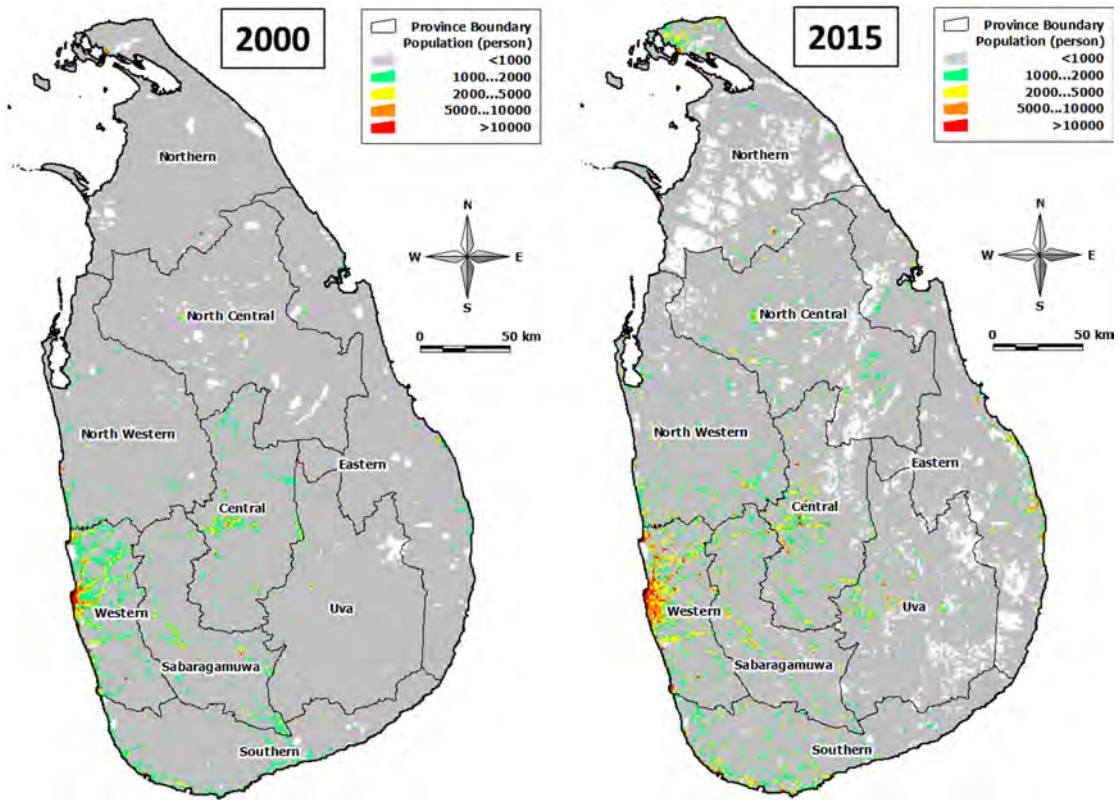 2000
Province Boundary
Population (person)
<1000
1000...2000
2000...5000
5000...10000
>10000
Northern
N
W E
S
0 50 km
North Central
North Western
Eastern
Central
Western
Uva
Sabaragamuwa
Southern
2015
Province Boundary
Population (person)
<1000
1000...2000
2000...5000
5000...10000
>10000
Northern
N
W E
S
0 50 km
North Central
North Western
Eastern
Central
Western
Uva
Sabaragamuwa
Southern